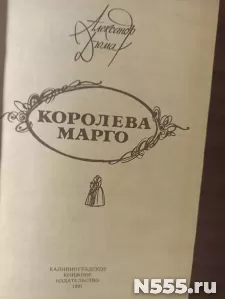 Александр
Дюма
КОРОЛЕВА
МАРГО
КАЛИНИНГРАДСКОЕ
КНИЖНОЕ
ИЗДАТЕЛЬСТВО
N555.ru